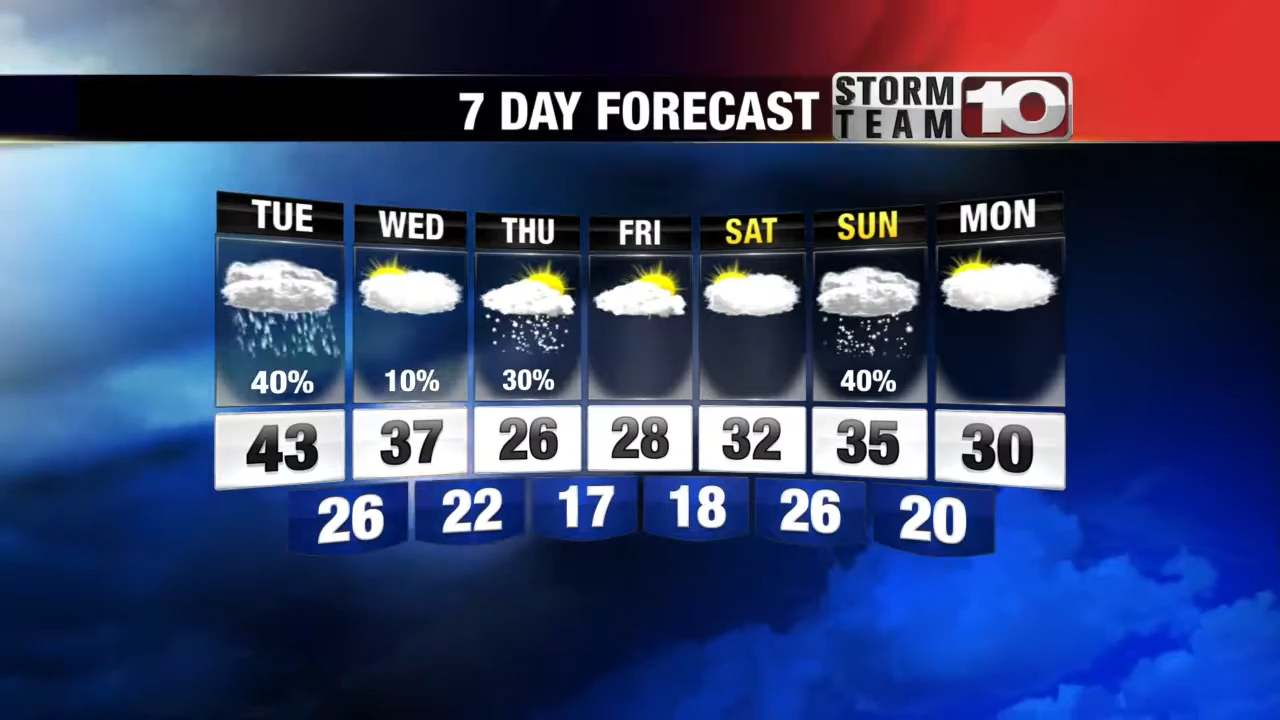 7 DAY FORECAST
STORM TEAM 10
TUE WED THU FRI SAT SUN MON
40% 10% 30% 40%
43 37 26 28 32 35 30
26 22 17 18 26 20